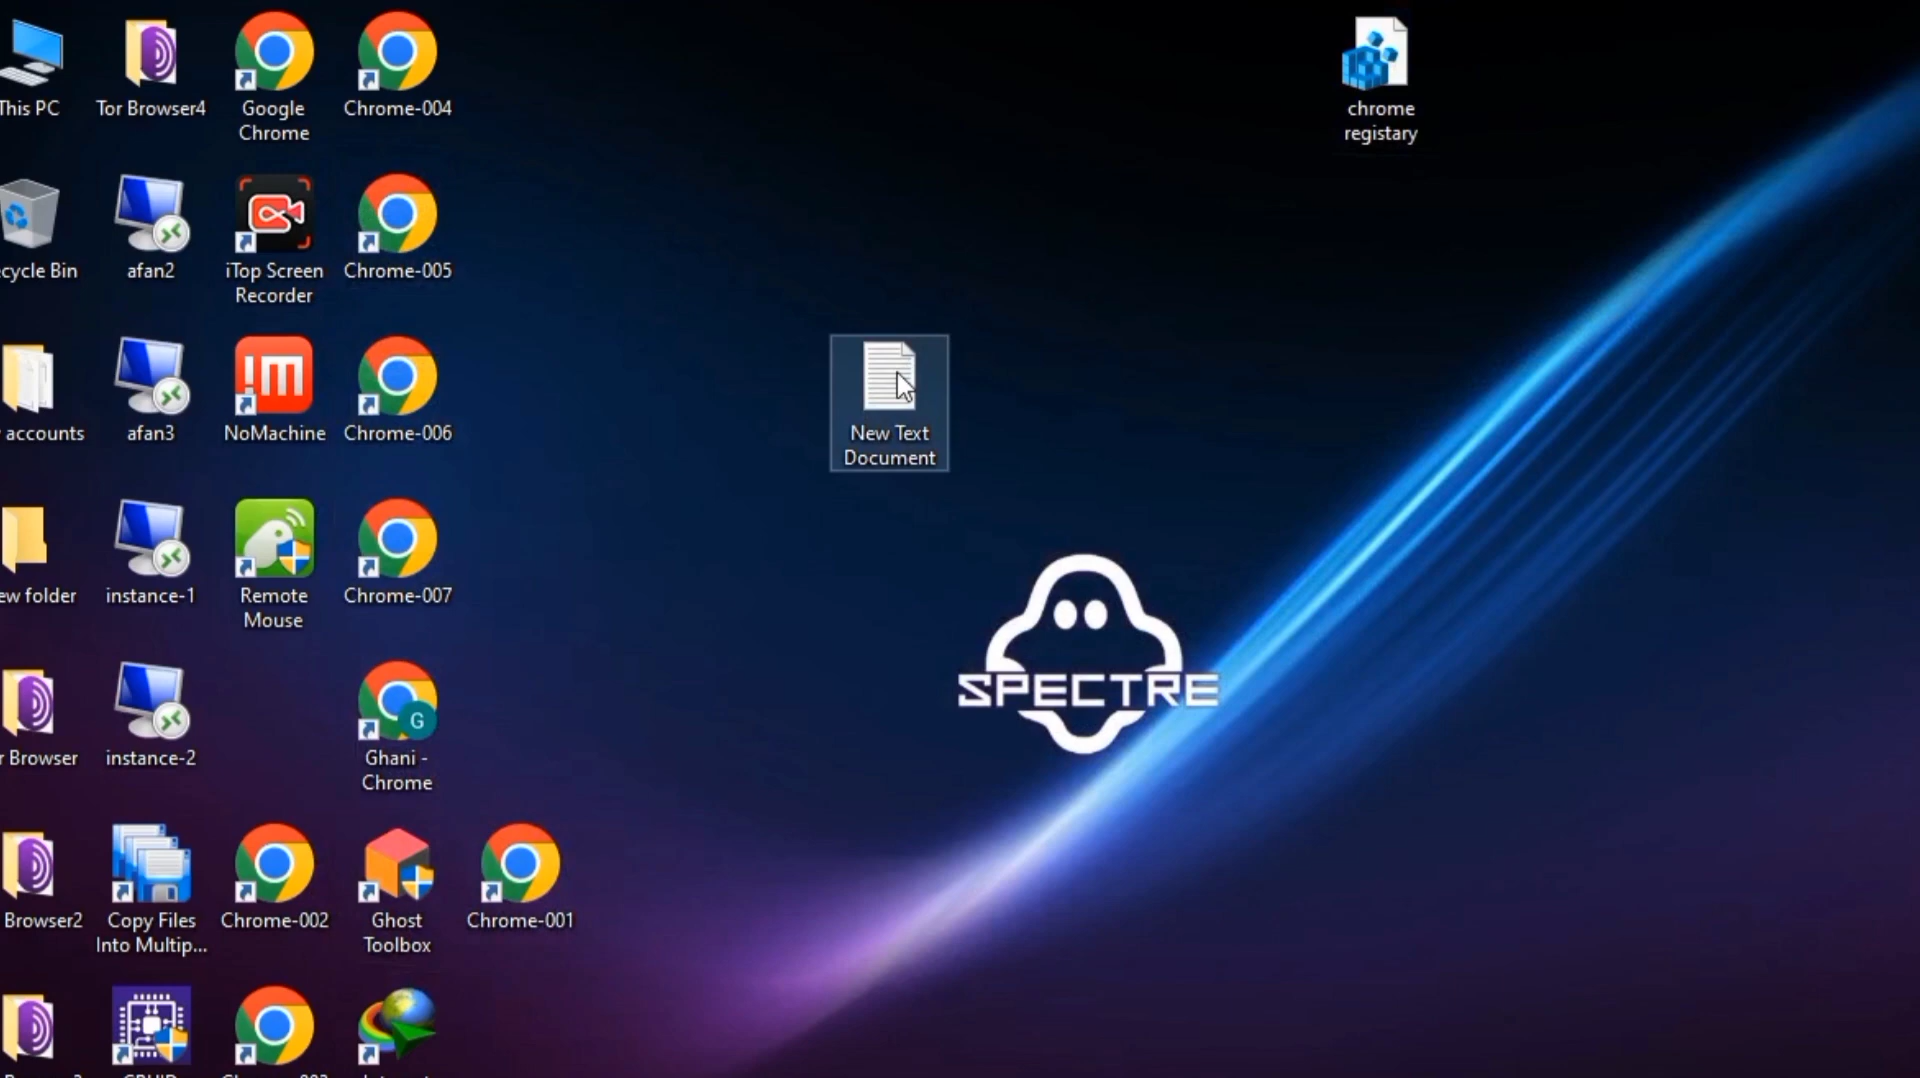 This PC
Tor Browser4
Google
Chrome
Chrome-004
chrome
registary
ecycle Bin
afan2
iTop Screen
Recorder
Chrome-005
accounts
afan3
NoMachine
Chrome-006
New Text
Document
ew folder
instance-1
Remote
Mouse
Chrome-007
r Browser
instance-2
G
Ghani -
Chrome
SPECTRE
Browser2
Copy Files
Into Multip...
Chrome-002
Ghost
Toolbox
Chrome-001